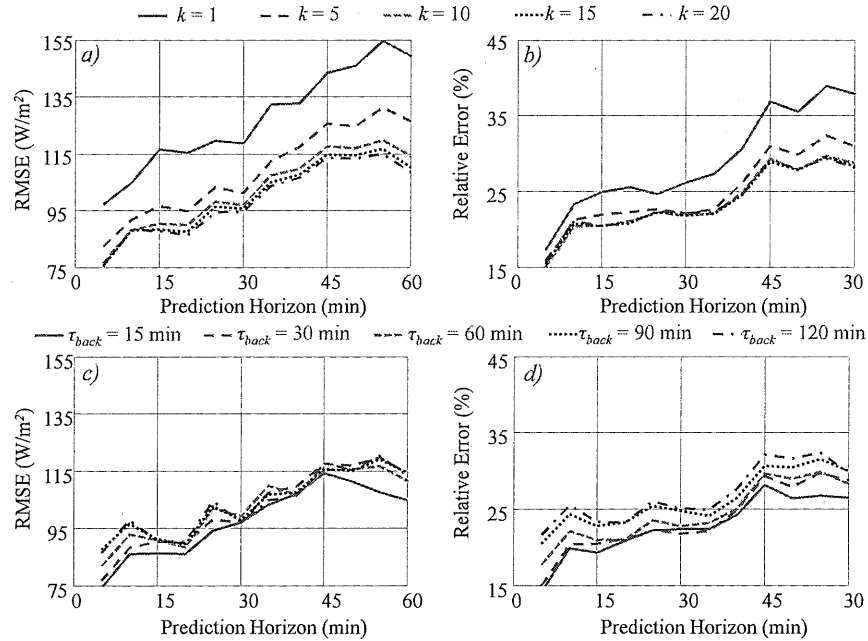 k = 1 k = 5 k = 10 k = 15 k = 20
a)
RMSE (W/m²)
155
135
115
95
75
0 15 30 45 60
Prediction Horizon (min)
b)
Relative Error (%)
45
35
25
15
0 15 30 45 30
Prediction Horizon (min)
τback = 15 min τback = 30 min τback = 60 min τback = 90 min τback = 120 min
c)
RMSE (W/m²)
155
135
115
95
75
0 15 30 45 60
Prediction Horizon (min)
d)
Relative Error (%)
45
35
25
15
0 15 30 45 30
Prediction Horizon (min)